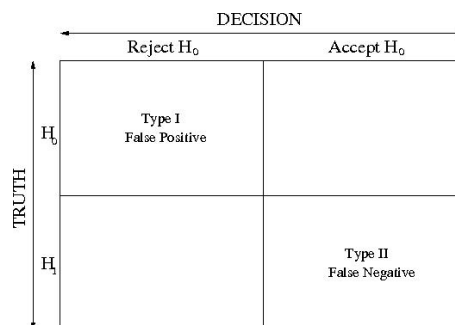 DECISION
Reject H₀
Accept H₀
TRUTH
H₀
Type I
False Positive
H₁
Type II
False Negative